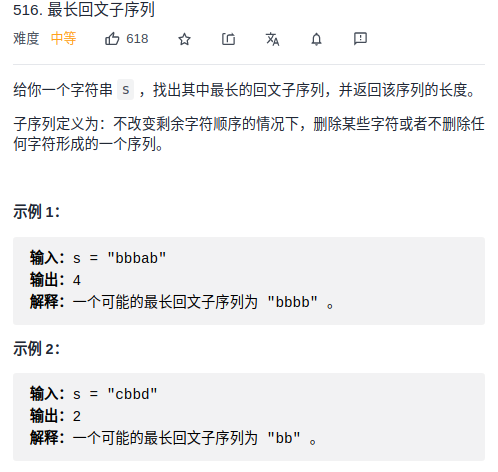 516. 最长回文子序列
难度 中等 618
给你一个字符串 s ，找出其中最长的回文子序列，并返回该序列的长度。
子序列定义为：不改变剩余字符顺序的情况下，删除某些字符或者不删除任
何字符形成的一个序列。
示例 1：
输入：s = "bbbab"
输出：4
解释：一个可能的最长回文子序列为 "bbbb" 。
示例 2：
输入：s = "cbbd"
输出：2
解释：一个可能的最长回文子序列为 "bb" 。